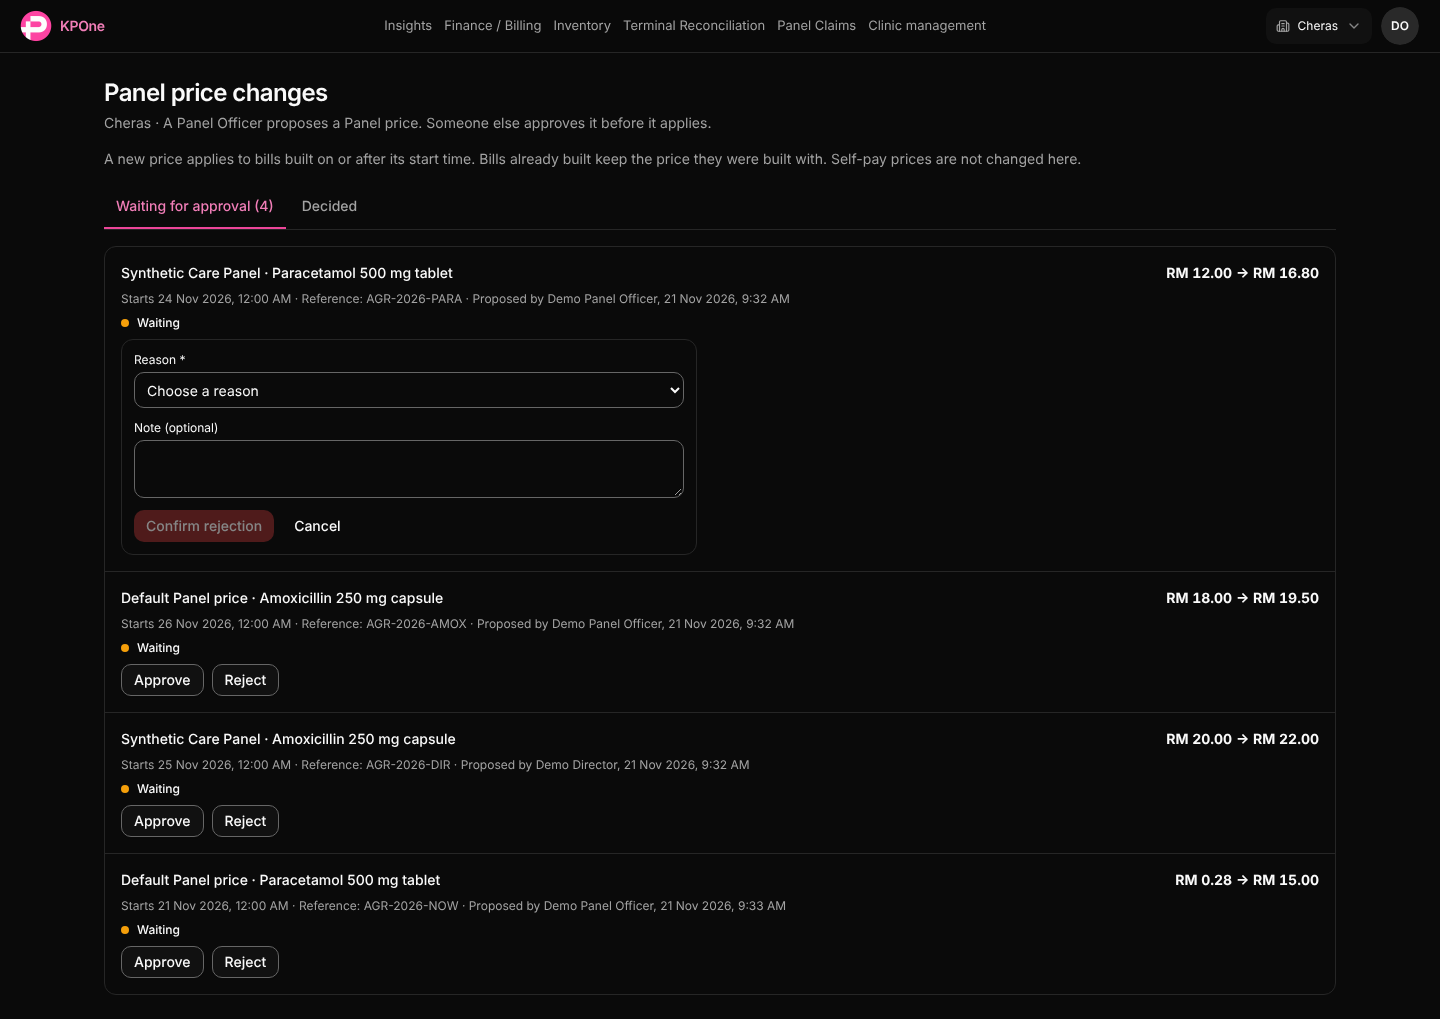 KPOne
Insights Finance / Billing Inventory Terminal Reconciliation Panel Claims Clinic management
Cheras
DO
Panel price changes
Cheras · A Panel Officer proposes a Panel price. Someone else approves it before it applies.
A new price applies to bills built on or after its start time. Bills already built keep the price they were built with. Self-pay prices are not changed here.
Waiting for approval (4) Decided
Synthetic Care Panel · Paracetamol 500 mg tablet RM 12.00 → RM 16.80
Starts 24 Nov 2026, 12:00 AM · Reference: AGR-2026-PARA · Proposed by Demo Panel Officer, 21 Nov 2026, 9:32 AM
Waiting
Reason *
Choose a reason
Note (optional)
Confirm rejection Cancel
Default Panel price · Amoxicillin 250 mg capsule RM 18.00 → RM 19.50
Starts 26 Nov 2026, 12:00 AM · Reference: AGR-2026-AMOX · Proposed by Demo Panel Officer, 21 Nov 2026, 9:32 AM
Waiting
Approve Reject
Synthetic Care Panel · Amoxicillin 250 mg capsule RM 20.00 → RM 22.00
Starts 25 Nov 2026, 12:00 AM · Reference: AGR-2026-DIR · Proposed by Demo Director, 21 Nov 2026, 9:32 AM
Waiting
Approve Reject
Default Panel price · Paracetamol 500 mg tablet RM 0.28 → RM 15.00
Starts 21 Nov 2026, 12:00 AM · Reference: AGR-2026-NOW · Proposed by Demo Panel Officer, 21 Nov 2026, 9:33 AM
Waiting
Approve Reject